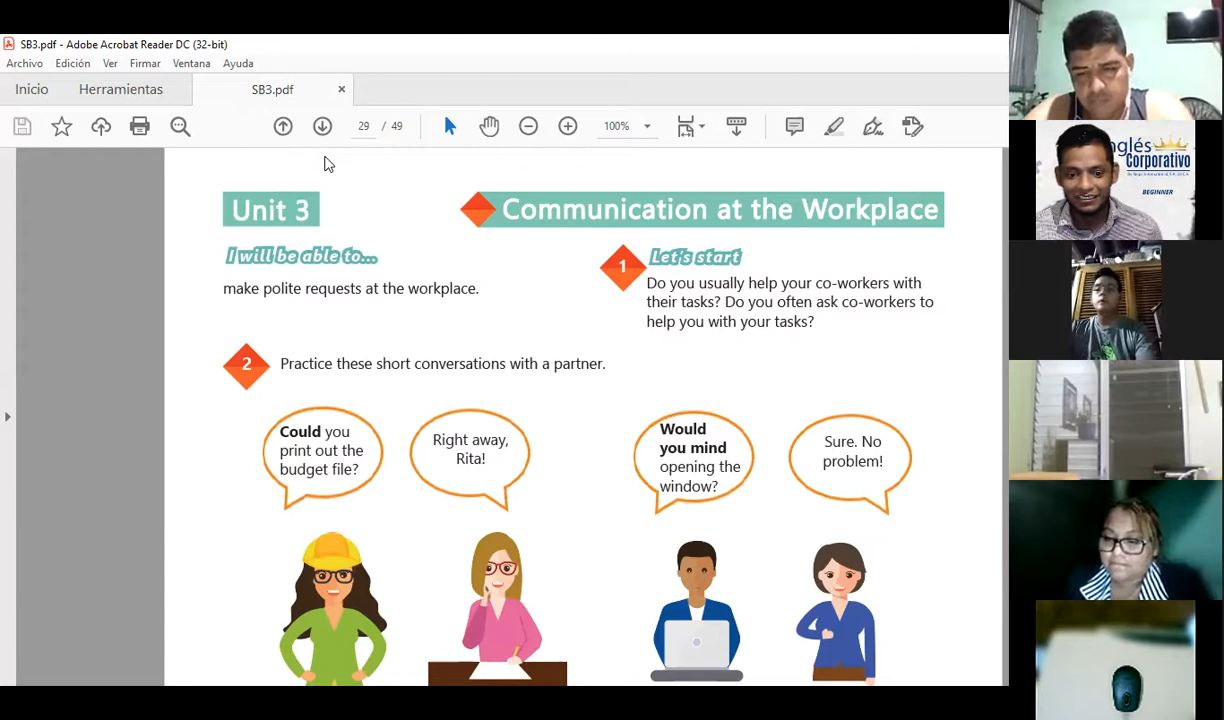 SB3.pdf - Adobe Acrobat Reader DC (32-bit)
Archivo Edición Ver Firmar Ventana Ayuda
Inicio Herramientas SB3.pdf ×
29 / 49 100%
Unit 3
Communication at the Workplace
I will be able to...
make polite requests at the workplace.
1 Let's start
Do you usually help your co-workers with
their tasks? Do you often ask co-workers to
help you with your tasks?
2 Practice these short conversations with a partner.
Could you
print out the
budget file?
Right away,
Rita!
Would
you mind
opening the
window?
Sure. No
problem!
Inglés
Corporativo
BEGINNER